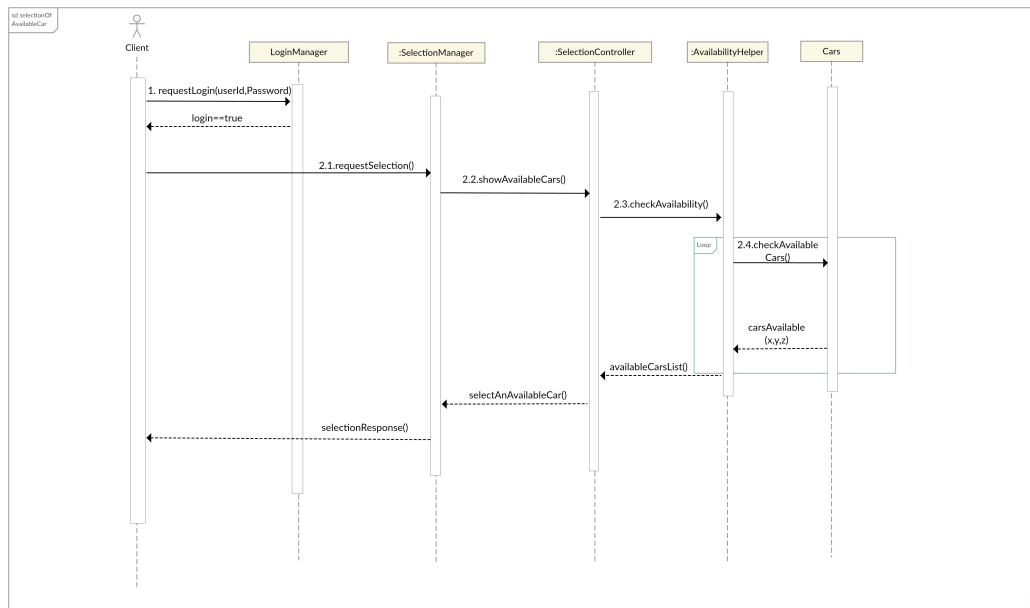 sd selectionOf
AvailableCar
Client
LoginManager
:SelectionManager
:SelectionController
:AvailabilityHelper
Cars
1. requestLogin(userId,Password)
login==true
2.1.requestSelection()
2.2.showAvailableCars()
2.3.checkAvailability()
Loop
2.4.checkAvailable
Cars()
carsAvailable
(x,y,z)
availableCarsList()
selectAnAvailableCar()
selectionResponse()